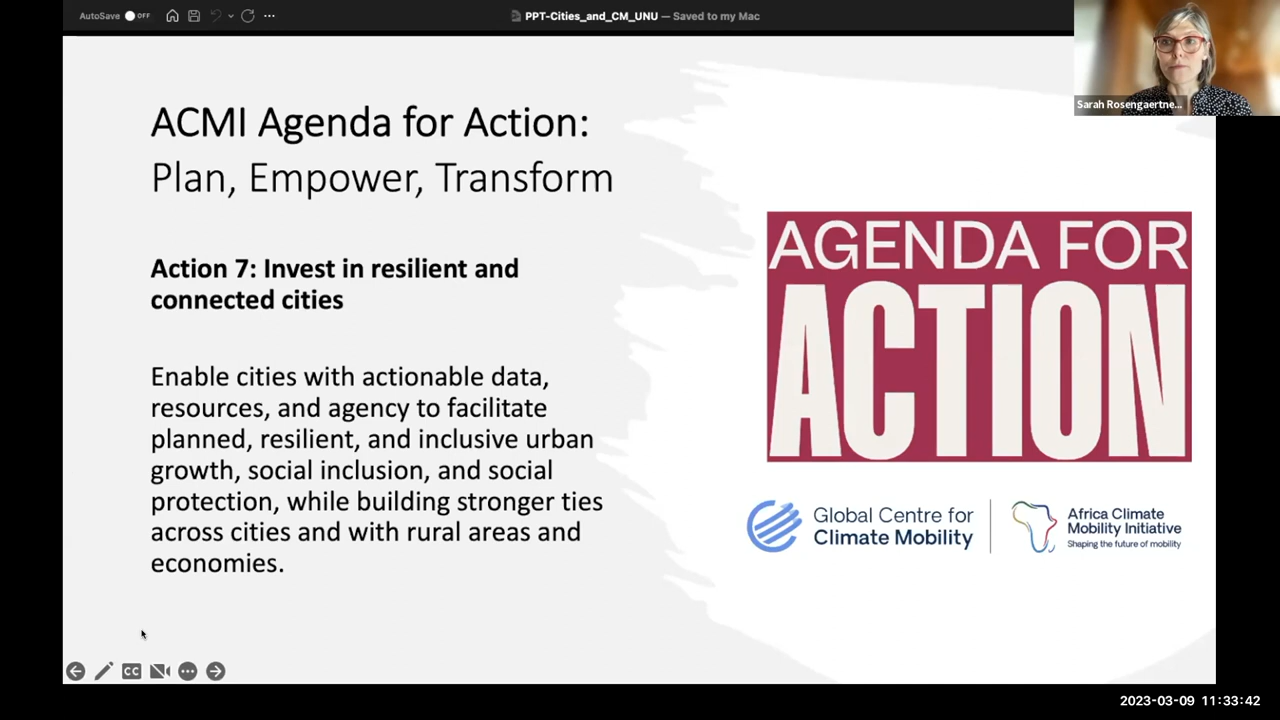 AutoSave OFF
PPT-Cities_and_CM_UNU — Saved to my Mac
Sarah Rosengaertne...
ACMI Agenda for Action:
Plan, Empower, Transform
Action 7: Invest in resilient and
connected cities
Enable cities with actionable data,
resources, and agency to facilitate
planned, resilient, and inclusive urban
growth, social inclusion, and social
protection, while building stronger ties
across cities and with rural areas and
economies.
AGENDA FOR
ACTION
Global Centre for
Climate Mobility
Africa Climate
Mobility Initiative
Shaping the future of mobility
CC
2023-03-09 11:33:42